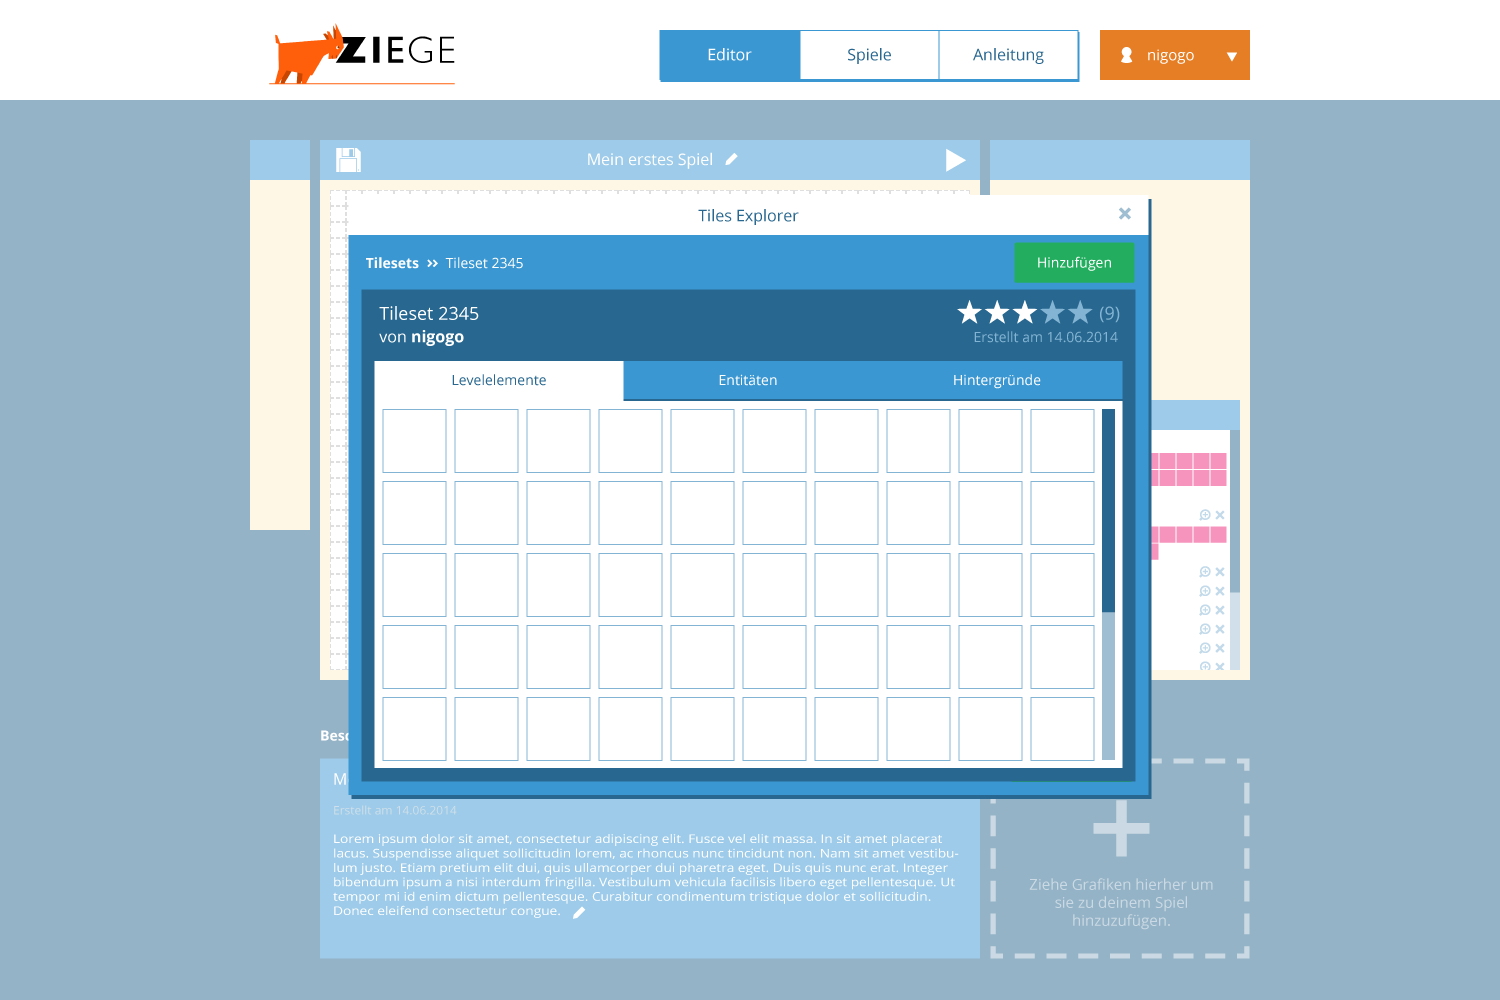 ZIEGE
Editor
Spiele
Anleitung
nigogo
Mein erstes Spiel
Tiles Explorer
Tilesets » Tileset 2345
Hinzufügen
Tileset 2345
von nigogo
(9)
Erstellt am 14.06.2014
Levelelemente
Entitäten
Hintergründe
Erstellt am 14.06.2014
Lorem ipsum dolor sit amet, consectetur adipiscing elit. Fusce vel elit massa. In sit amet placerat
lacus. Suspendisse aliquet sollicitudin lorem, ac rhoncus nunc tincidunt non. Nam sit amet vestibu-
lum justo. Etiam pretium elit dui, quis ullamcorper dui pharetra eget. Duis quis nunc erat. Integer
bibendum ipsum a nisi interdum fringilla. Vestibulum vehicula facilisis libero eget pellentesque. Ut
tempor mi id enim dictum pellentesque. Curabitur condimentum tristique dolor et sollicitudin.
Donec eleifend consectetur congue.
Ziehe Grafiken hierher um
sie zu deinem Spiel
hinzuzufügen.